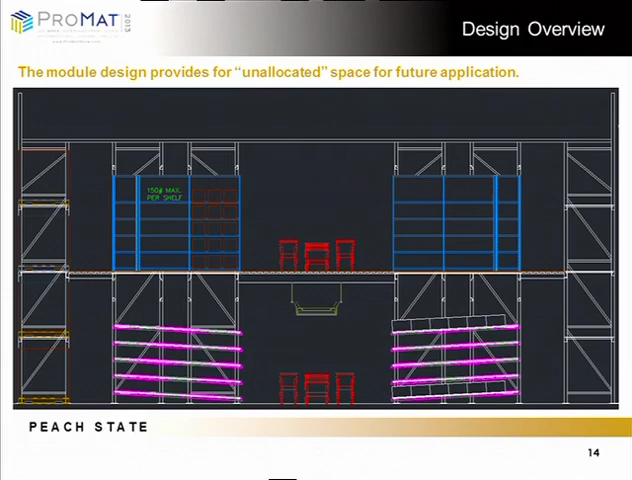 PROMAT 2013
Design Overview
The module design provides for “unallocated” space for future application.
150# MAX.
PER SHELF
PEACH STATE
14